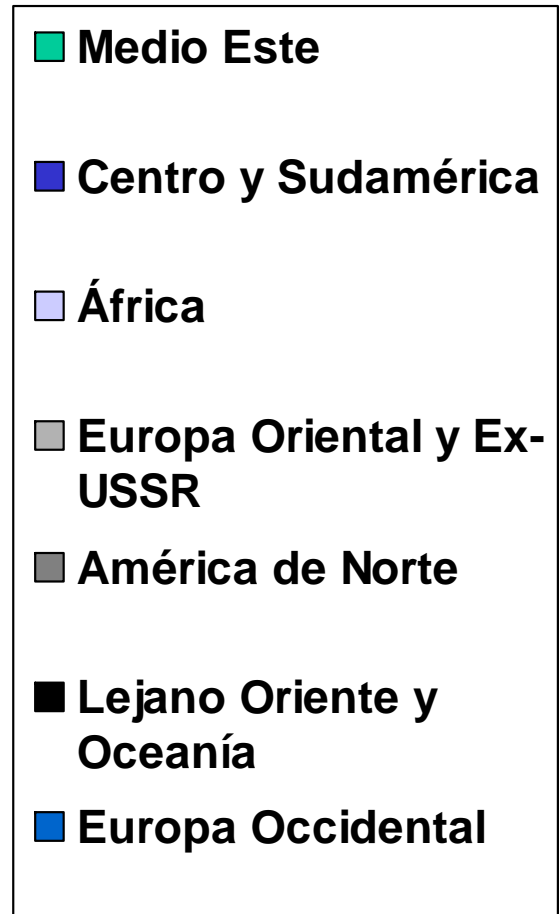 Medio Este
Centro y Sudamérica
África
Europa Oriental y Ex-
USSR
América de Norte
Lejano Oriente y
Oceanía
Europa Occidental